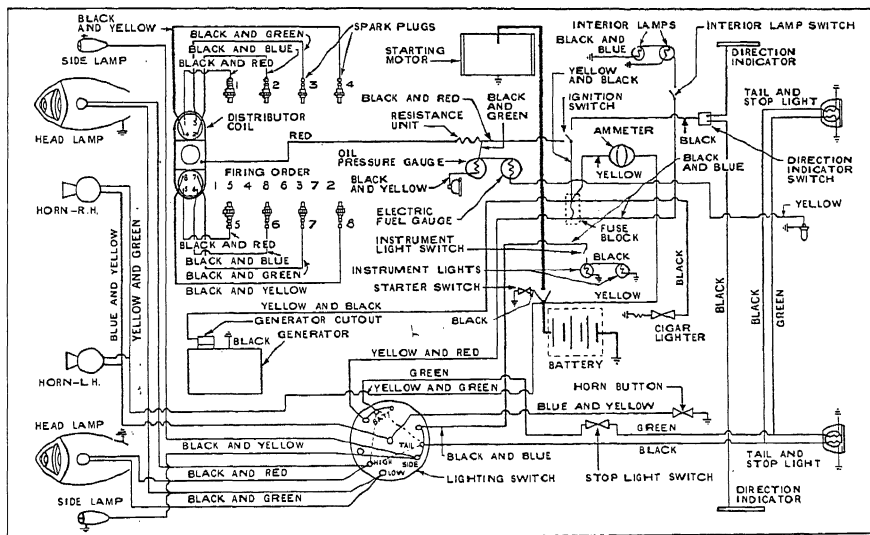 BLACK
AND YELLOW
SIDE LAMP
HEAD LAMP
HORN-R.H.
HORN-L.H.
HEAD LAMP
SIDE LAMP
BLACK AND GREEN
BLACK AND BLUE
BLACK AND RED
SPARK PLUGS
1 2 3 4
DISTRIBUTOR
COIL
RED
FIRING ORDER
1 5 4 8 6 3 7 2
5 6 7 8
BLACK AND RED
BLACK AND BLUE
BLACK AND GREEN
BLACK AND YELLOW
BLUE AND YELLOW
YELLOW AND GREEN
STARTING
MOTOR
BLACK AND RED
BLACK
AND
GREEN
RESISTANCE
UNIT
OIL
PRESSURE GAUGE
BLACK
AND YELLOW
ELECTRIC
FUEL GAUGE
INSTRUMENT
LIGHT SWITCH
INSTRUMENT LIGHTS
STARTER SWITCH
BLACK
BLACK
YELLOW
INTERIOR LAMPS
BLACK AND
BLUE
INTERIOR LAMP SWITCH
YELLOW
AND BLACK
IGNITION
SWITCH
AMMETER
YELLOW
BLACK
AND BLUE
FUSE
BLOCK
DIRECTION
INDICATOR
BLACK
DIRECTION
INDICATOR
SWITCH
TAIL AND
STOP LIGHT
YELLOW
BLACK
BLACK
BLACK
GREEN
CIGAR
LIGHTER
BATTERY
YELLOW AND BLACK
GENERATOR CUTOUT
BLACK
GENERATOR
YELLOW AND RED
GREEN
YELLOW AND GREEN
HORN BUTTON
BLUE AND YELLOW
BATT
TAIL
SIDE
HIGH
LOW
GREEN
BLACK
BLACK AND YELLOW
BLACK AND RED
BLACK AND GREEN
BLACK AND BLUE
LIGHTING SWITCH
STOP LIGHT SWITCH
TAIL AND
STOP LIGHT
DIRECTION
INDICATOR